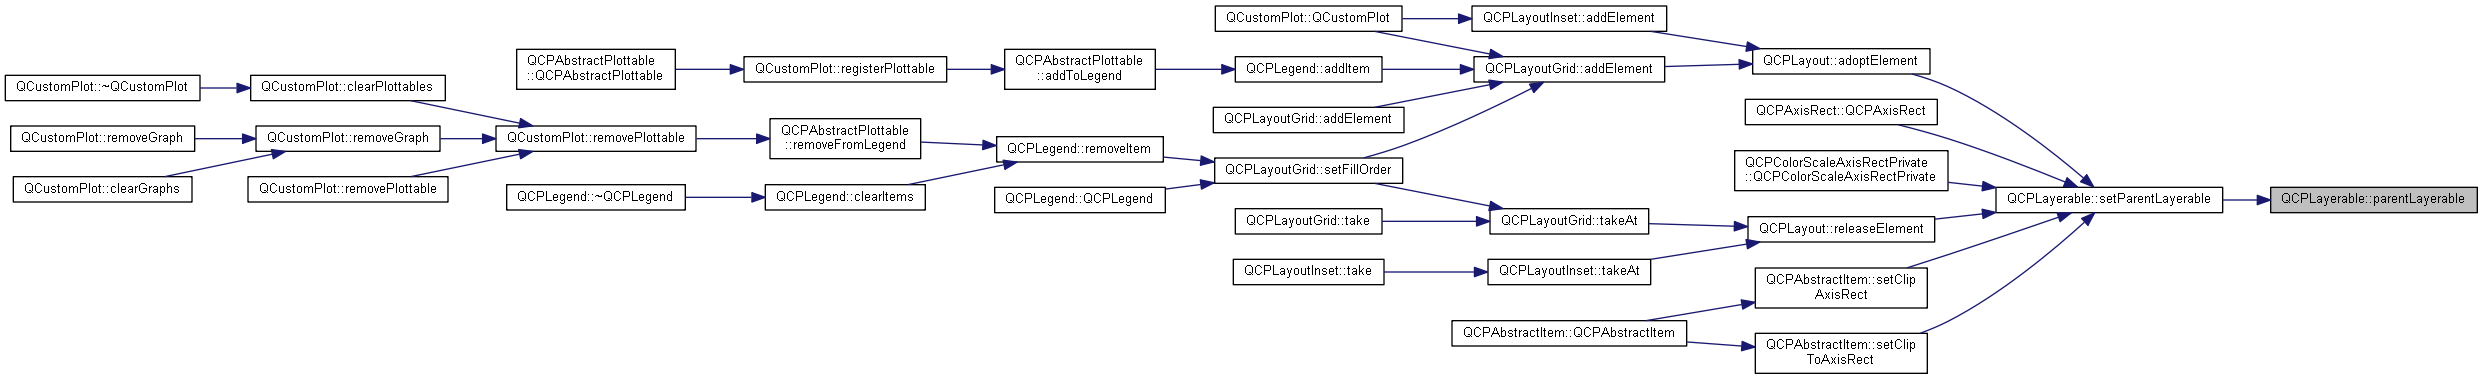 QCustomPlot::~QCustomPlot
QCustomPlot::removeGraph
QCustomPlot::clearGraphs
QCustomPlot::clearPlottables
QCustomPlot::removeGraph
QCustomPlot::removePlottable
QCPAbstractPlottable
::QCPAbstractPlottable
QCustomPlot::removePlottable
QCPLegend::~QCPLegend
QCustomPlot::registerPlottable
QCPAbstractPlottable
::removeFromLegend
QCPLegend::clearItems
QCPAbstractPlottable
::addToLegend
QCPLegend::removeItem
QCPLegend::QCPLegend
QCustomPlot::QCustomPlot
QCPLegend::addItem
QCPLayoutGrid::addElement
QCPLayoutGrid::setFillOrder
QCPLayoutGrid::take
QCPLayoutInset::take
QCPLayoutInset::addElement
QCPLayoutGrid::addElement
QCPLayoutGrid::takeAt
QCPLayoutInset::takeAt
QCPAbstractItem::QCPAbstractItem
QCPLayout::adoptElement
QCPAxisRect::QCPAxisRect
QCPColorScaleAxisRectPrivate
::QCPColorScaleAxisRectPrivate
QCPLayout::releaseElement
QCPAbstractItem::setClip
AxisRect
QCPAbstractItem::setClip
ToAxisRect
QCPLayerable::setParentLayerable
QCPLayerable::parentLayerable